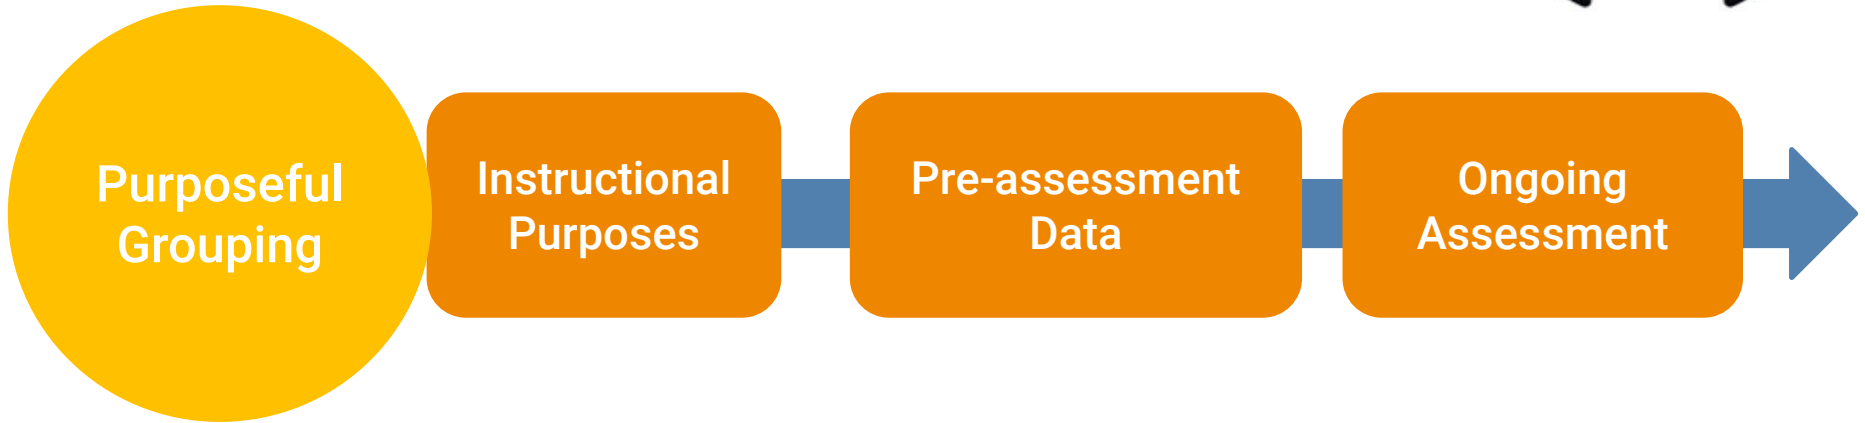 Purposeful
Grouping
Instructional
Purposes
Pre-assessment
Data
Ongoing
Assessment